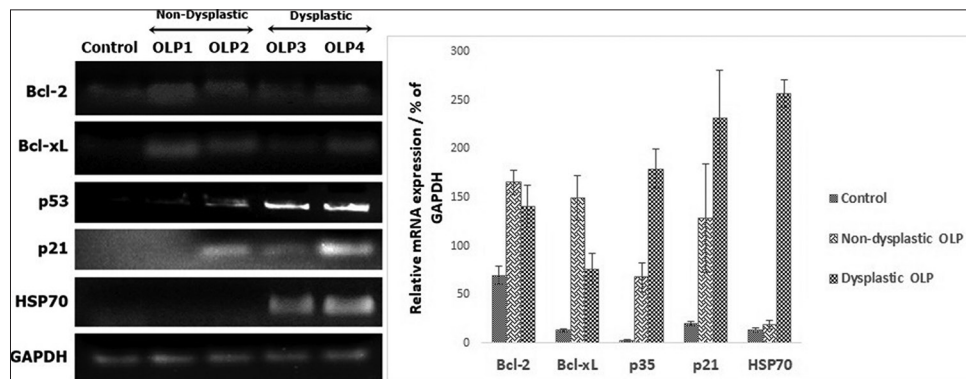 Non-Dysplastic Dysplastic
Control OLP1 OLP2 OLP3 OLP4
Bcl-2
Bcl-xL
p53
p21
HSP70
GAPDH
Relative mRNA expression / % of
GAPDH
300
250
200
150
100
50
0
Bcl-2 Bcl-xL p35 p21 HSP70
Control
Non-dysplastic OLP
Dysplastic OLP